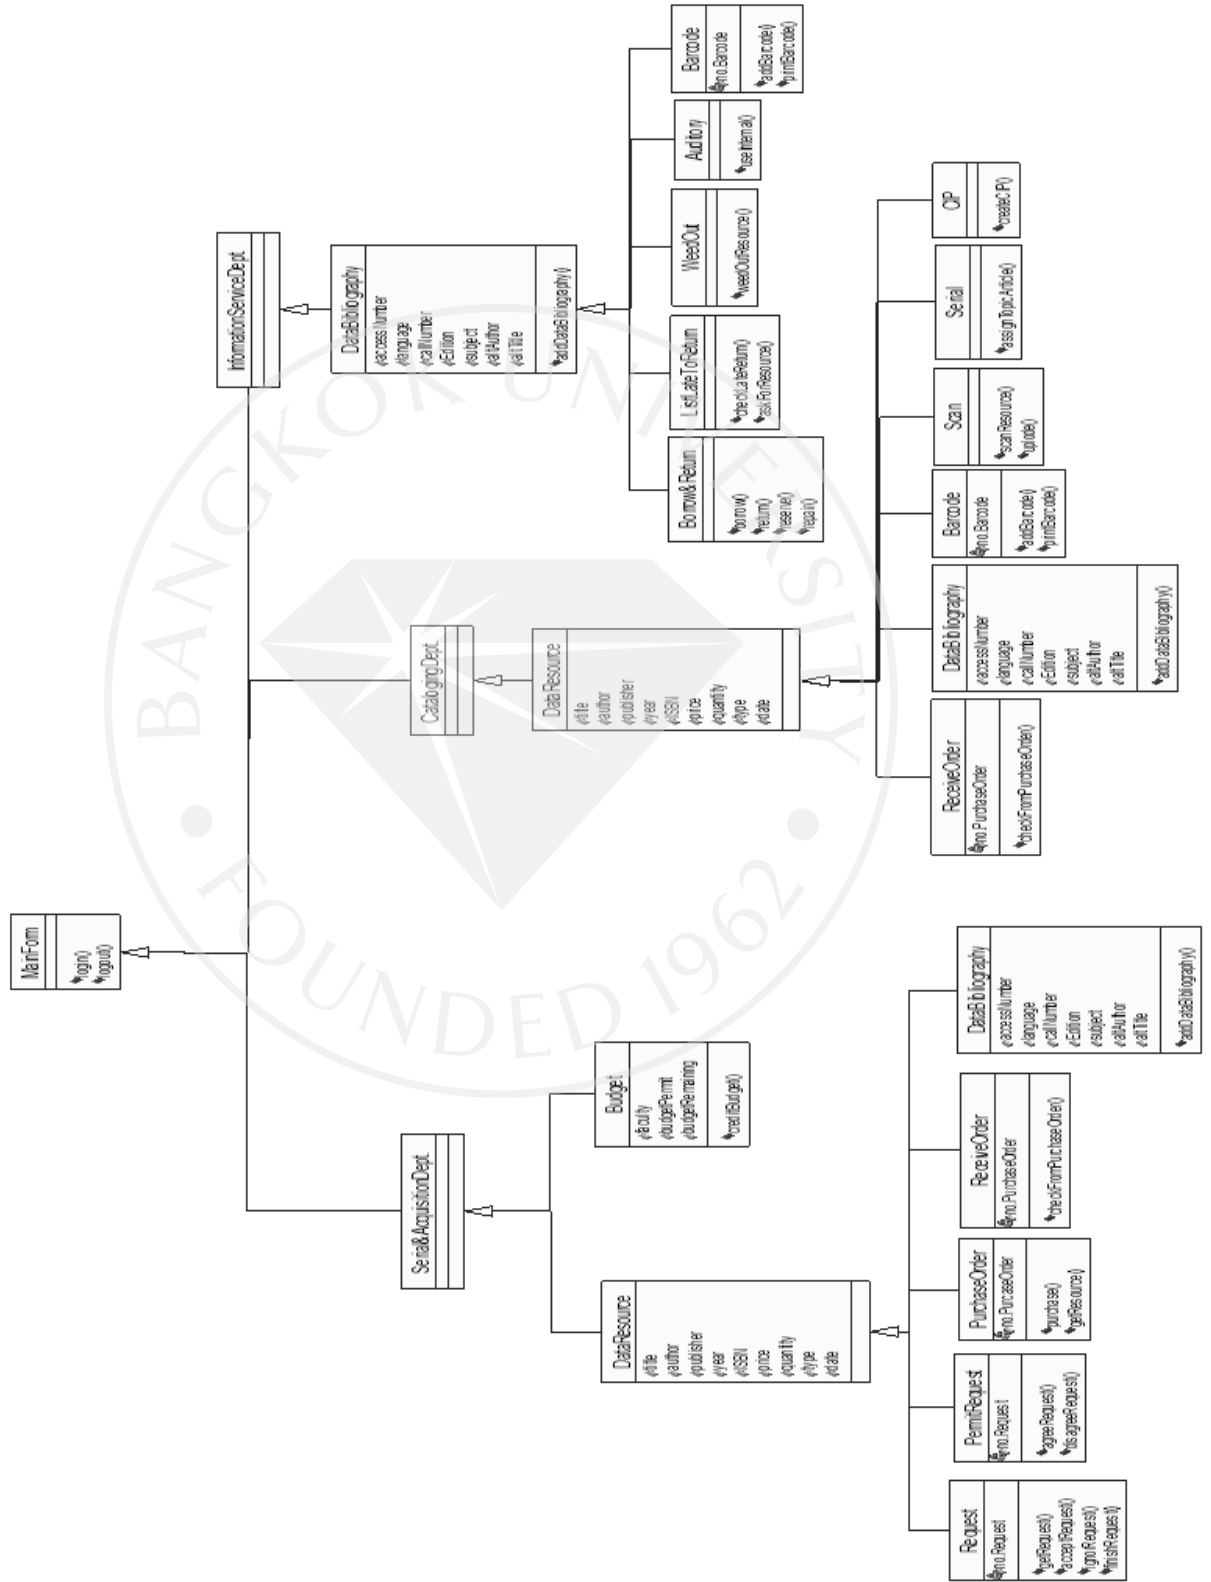 MainForm
login()
logout()
Serial&AcquisitionDept.
CatalogingDept.
InformationServiceDept.
Budget
faculty
budgetPermit
budgetRemaining
creditBudget()
DataResource
title
author
publisher
year
ISBN
price
quantity
type
date
Request
no.Request
getRequest()
acceptRequest()
ignorRequest()
finishRequest()
PermitRequest
no.Request
agreeRequest()
disagreeRequest()
PurchaseOrder
no.PurcaseOrder
purchase()
getResource()
ReceiveOrder
no.PurchaseOrder
checkFromPurchaseOrder()
DataBibliography
accessNumber
language
callNumber
Edition
subject
altAuthor
altTitle
addDataBibliography()
DataResource
title
author
publisher
year
ISBN
price
quantity
type
date
ReceiveOrder
no.PurchaseOrder
checkFromPurchaseOrder()
DataBibliography
accessNumber
language
callNumber
Edition
subject
altAuthor
altTitle
addDataBibliography()
Barcode
no.Barcode
addBarcode()
printBarcode()
Scan
scanResource()
uplode()
Serial
assignTopicArticle()
CIP
createCIP()
DataBibliography
accessNumber
language
callNumber
Edition
subject
altAuthor
altTitle
addDataBibliography()
Borrow&Return
borrow()
return()
reserve()
repair()
ListLateToReturn
checkLateReturn()
askForResource()
WeedOut
weedOutResource()
Auditory
useInternal()
Barcode
no.Barcode
addBarcode()
printBarcode()
BANGKOK UNIVERSITY
FOUNDED 1962